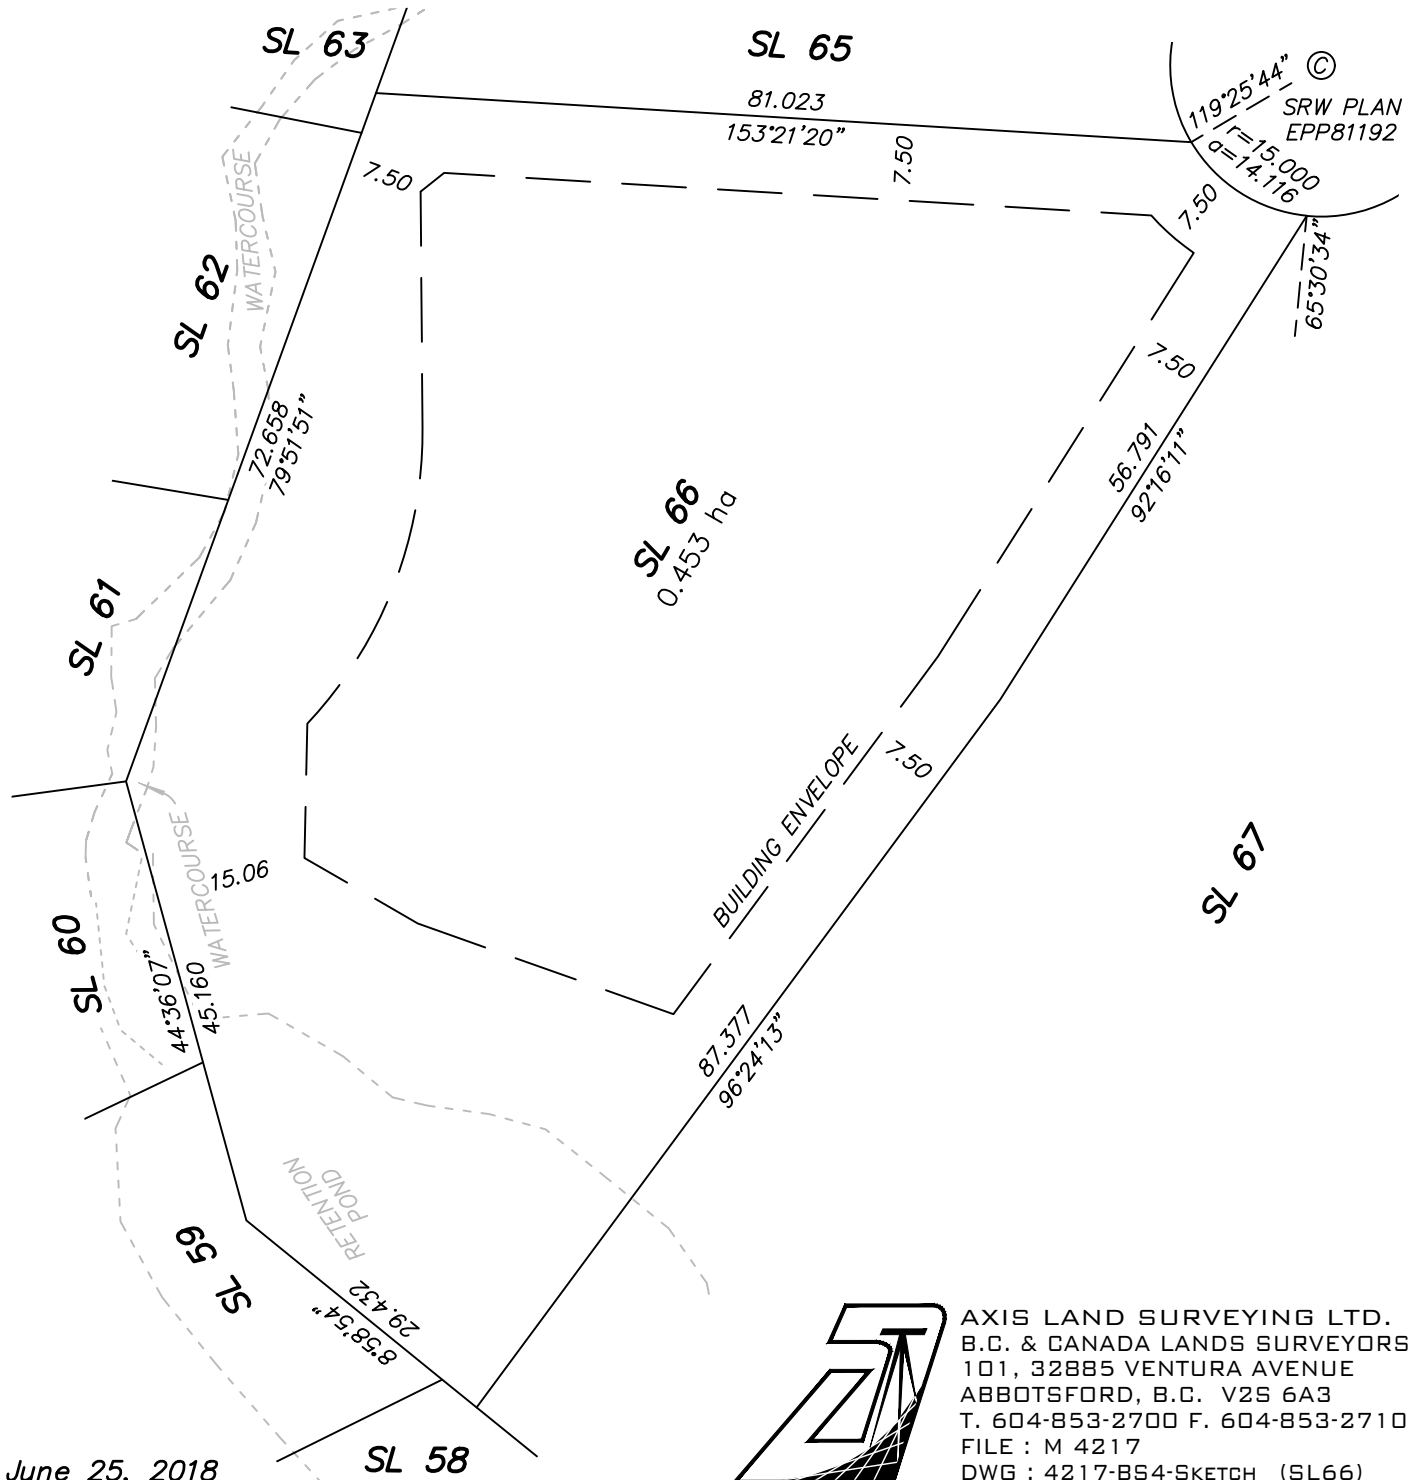 SL 63
SL 65
81.023
153°21'20"
119°25'44"
©
SRW PLAN
EPP81192
r=15.000
a=14.116
7.50
7.50
7.50
WATERCOURSE
SL 62
65°30'34"
7.50
72.658
79°51'51"
56.791
92°16'11"
SL 66
0.453 ha
SL 61
7.50
BUILDING ENVELOPE
WATERCOURSE
15.06
SL 67
SL 60
44°36'07"
45.160
87.377
96°24'13"
RETENTION
POND
SL 59
29.432
8°58'54"
SL 58
June 25, 2018
AXIS LAND SURVEYING LTD.
B.C. & CANADA LANDS SURVEYORS
101, 32885 VENTURA AVENUE
ABBOTSFORD, B.C. V2S 6A3
T. 604-853-2700 F. 604-853-2710
FILE : M 4217
DWG : 4217-BS4-SKETCH (SL66)